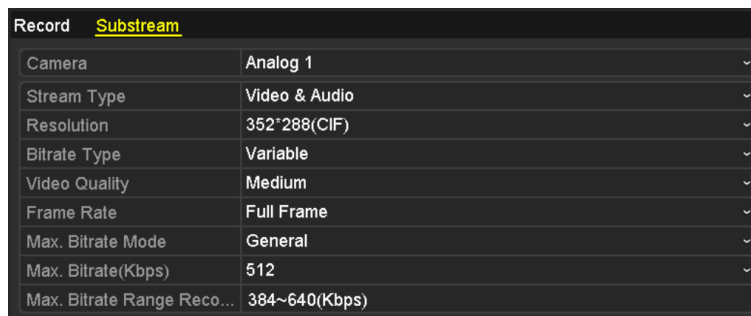 Record Substream
Camera Analog 1
Stream Type Video & Audio
Resolution 352*288(CIF)
Bitrate Type Variable
Video Quality Medium
Frame Rate Full Frame
Max. Bitrate Mode General
Max. Bitrate(Kbps) 512
Max. Bitrate Range Reco... 384~640(Kbps)